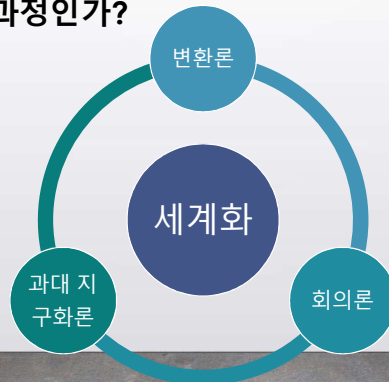 과정인가?
변환론
세계화
과대 지
구화론
회의론